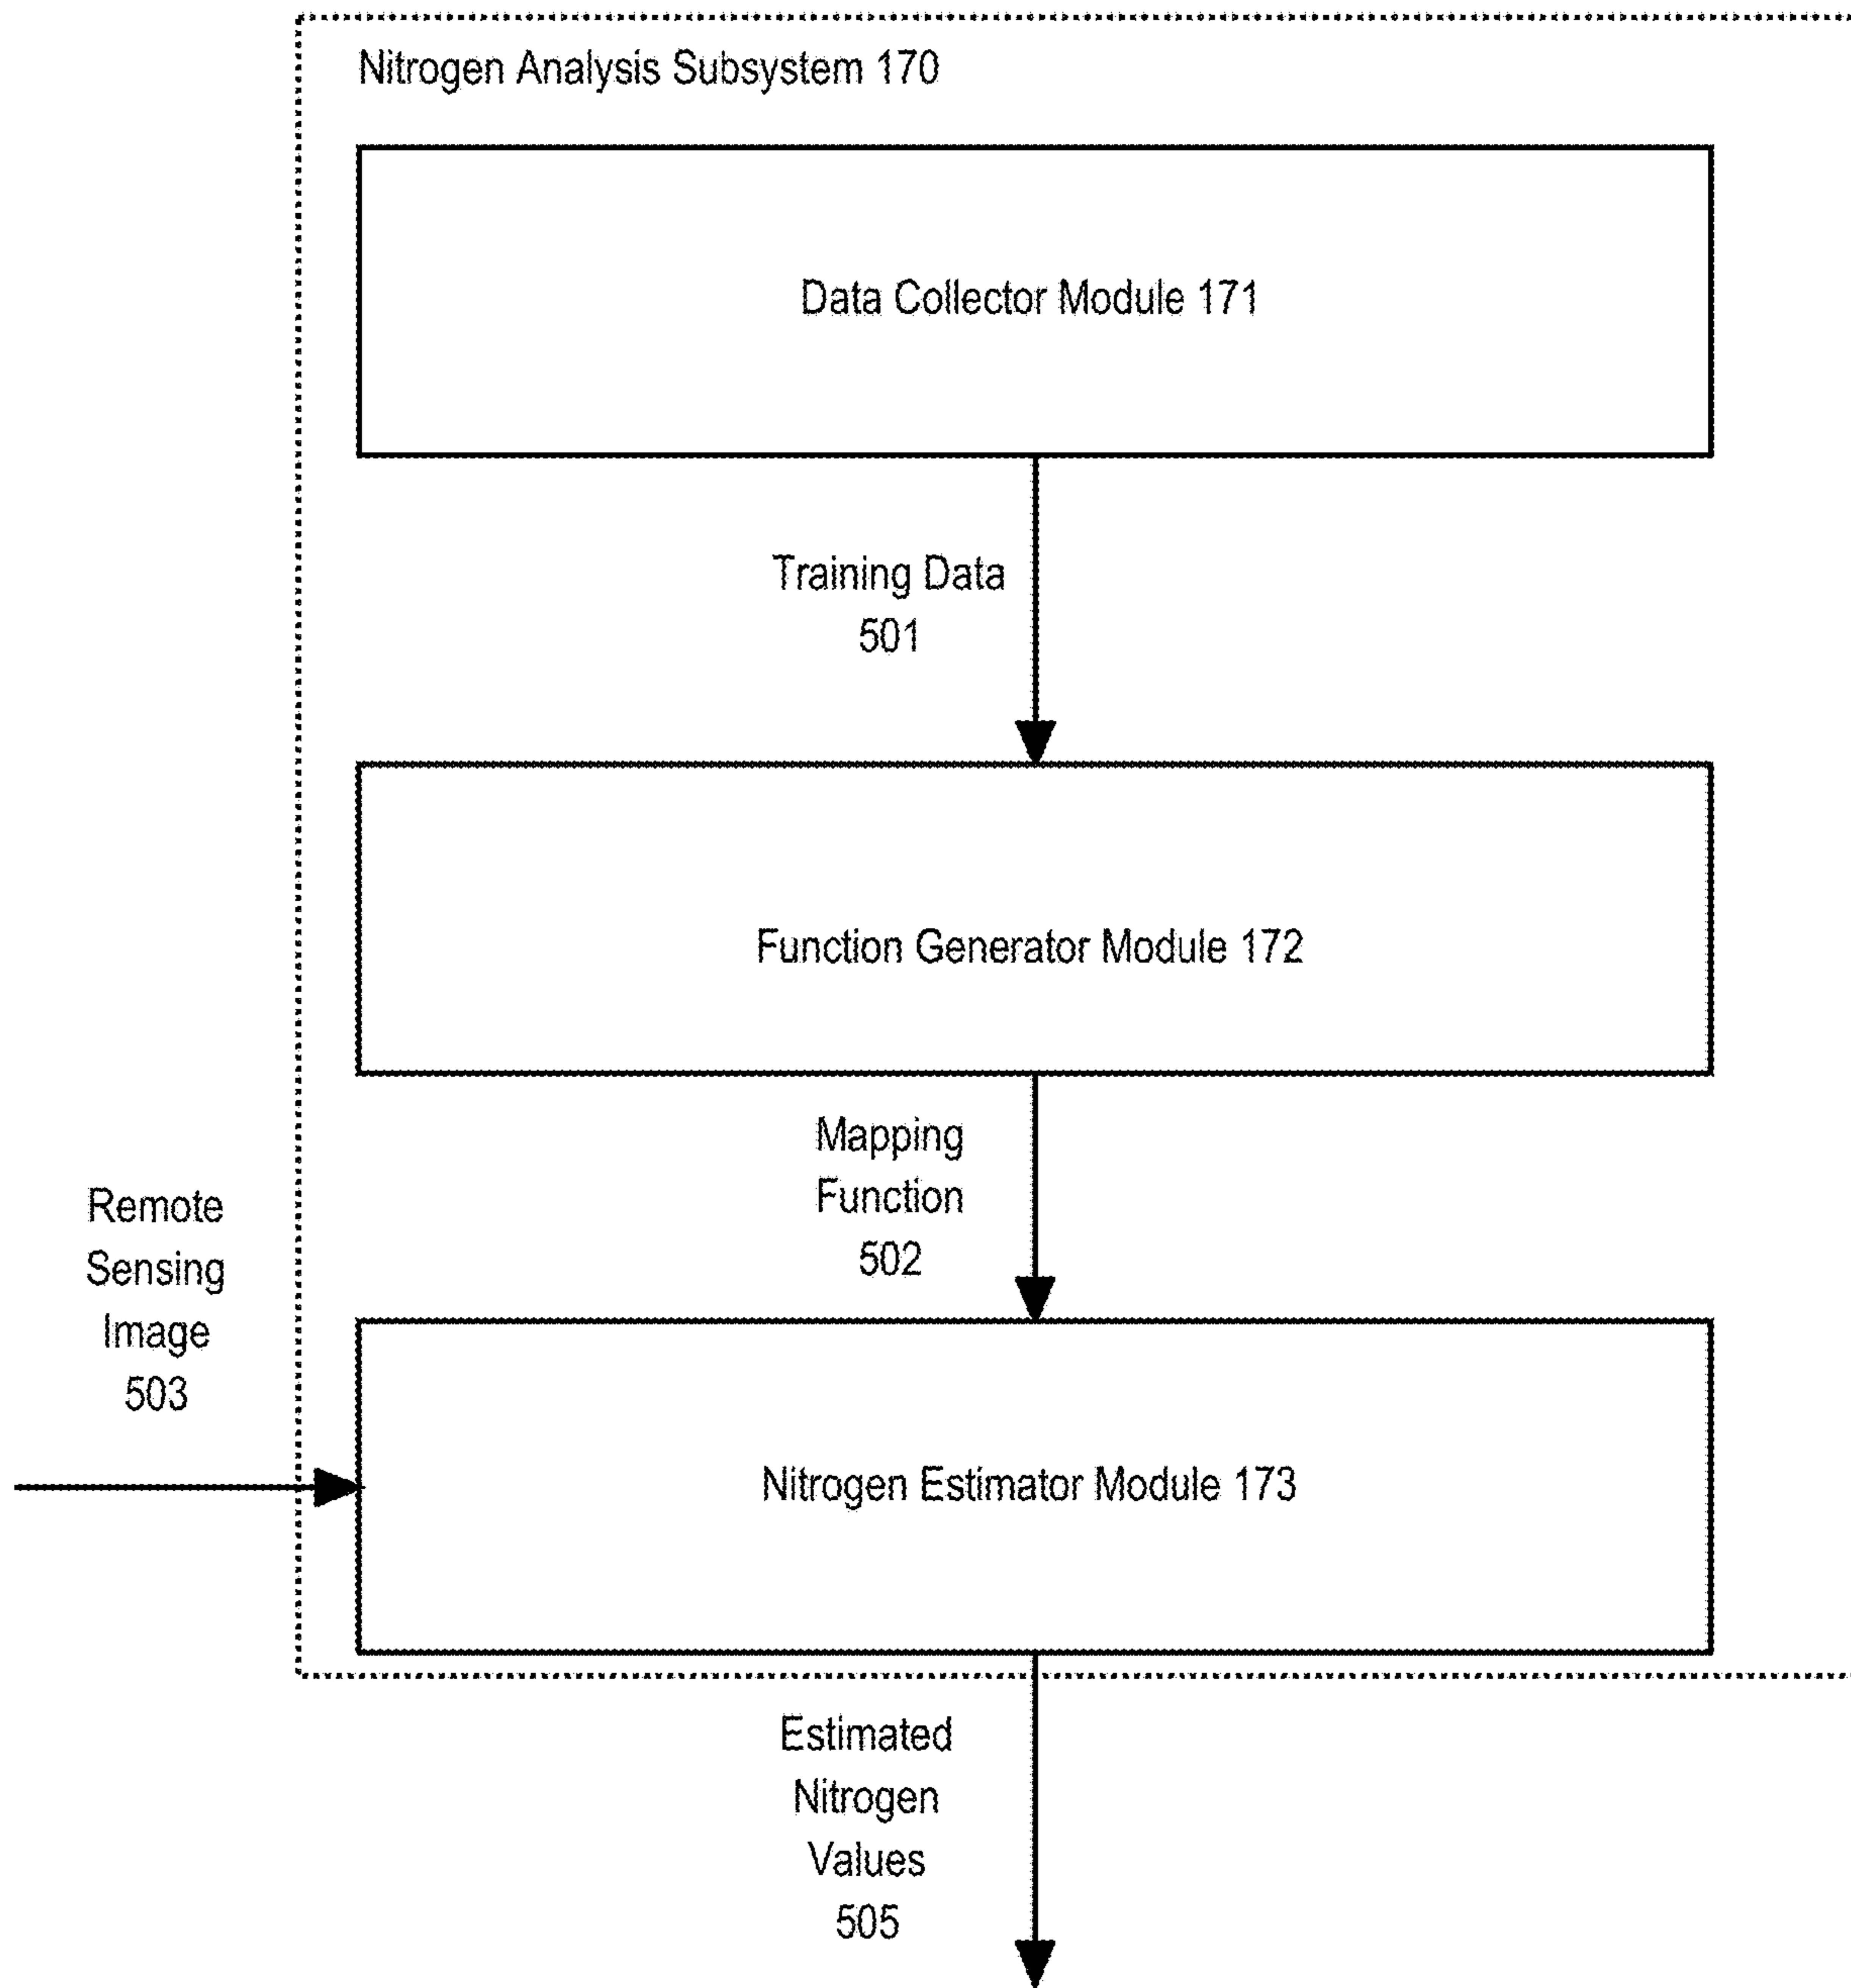 Nitrogen Analysis Subsystem 170
Data Collector Module 171
Training Data
501
Function Generator Module 172
Mapping
Function
502
Remote
Sensing
Image
503
Nitrogen Estimator Module 173
Estimated
Nitrogen
Values
505